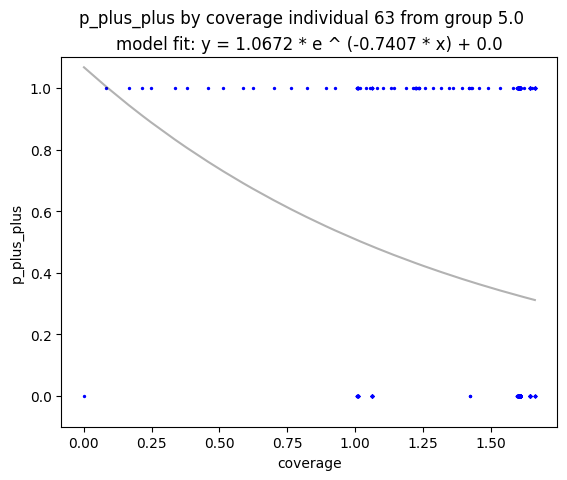 p_plus_plus by coverage individual 63 from group 5.0
model fit: y = 1.0672 * e ^ (-0.7407 * x) + 0.0
1.0
0.8
0.6
0.4
0.2
0.0
p_plus_plus
0.00 0.25 0.50 0.75 1.00 1.25 1.50
coverage